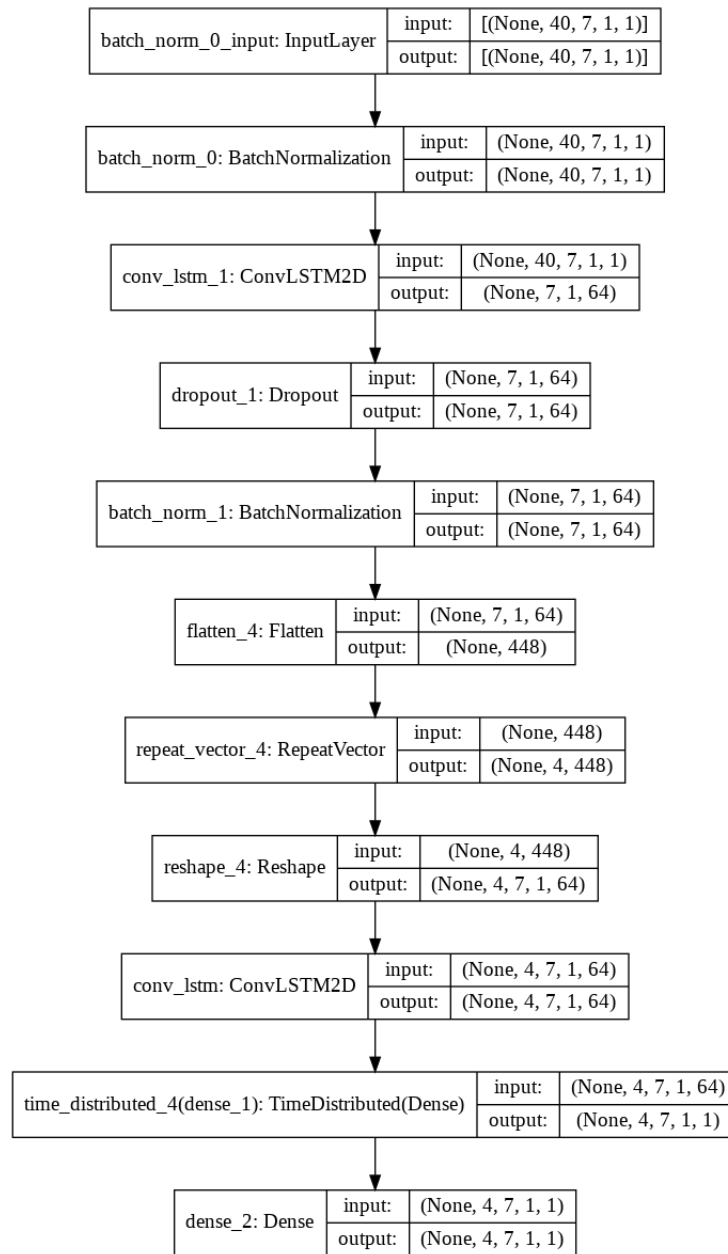 batch_norm_0_input: InputLayer input: [(None, 40, 7, 1, 1)]
output: [(None, 40, 7, 1, 1)]
batch_norm_0: BatchNormalization input: (None, 40, 7, 1, 1)
output: (None, 40, 7, 1, 1)
conv_lstm_1: ConvLSTM2D input: (None, 40, 7, 1, 1)
output: (None, 7, 1, 64)
dropout_1: Dropout input: (None, 7, 1, 64)
output: (None, 7, 1, 64)
batch_norm_1: BatchNormalization input: (None, 7, 1, 64)
output: (None, 7, 1, 64)
flatten_4: Flatten input: (None, 7, 1, 64)
output: (None, 448)
repeat_vector_4: RepeatVector input: (None, 448)
output: (None, 4, 448)
reshape_4: Reshape input: (None, 4, 448)
output: (None, 4, 7, 1, 64)
conv_lstm: ConvLSTM2D input: (None, 4, 7, 1, 64)
output: (None, 4, 7, 1, 64)
time_distributed_4(dense_1): TimeDistributed(Dense) input: (None, 4, 7, 1, 64)
output: (None, 4, 7, 1, 1)
dense_2: Dense input: (None, 4, 7, 1, 1)
output: (None, 4, 7, 1, 1)